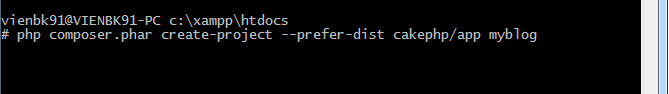 vienbk91@VIENBK91-PC c:\xampp\htdocs
# php composer.phar create-project --prefer-dist cakephp/app myblog